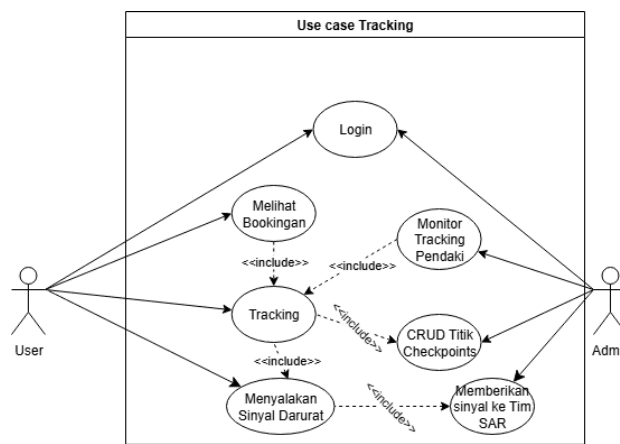 Use case Tracking
Login
Melihat
Bookingan
<<include>>
Monitor
Tracking
Pendaki
<<include>>
Tracking
<<include>>
CRUD Titik
Checkpoints
<<include>>
Menyalakan
Sinyal Darurat
<<include>>
Memberikan
sinyal ke Tim
SAR
User
Adm